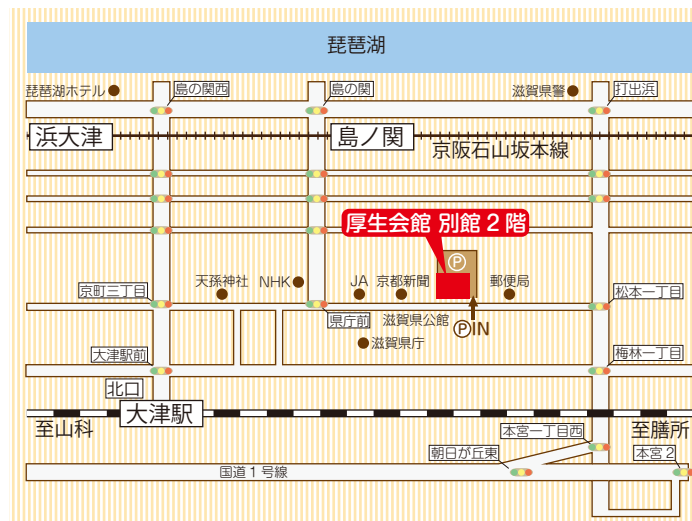 琵琶湖
琵琶湖ホテル
島の関西
島の関
滋賀県警
打出浜
浜大津
島ノ関
京阪石山坂本線
厚生会館 別館2階
P
天孫神社
NHK
JA
京都新聞
郵便局
京町三丁目
松本一丁目
県庁前
滋賀県公館
PIN
滋賀県庁
大津駅前
梅林一丁目
北口
大津駅
至山科
本宮一丁目西
至膳所
朝日が丘東
本宮2
国道1号線